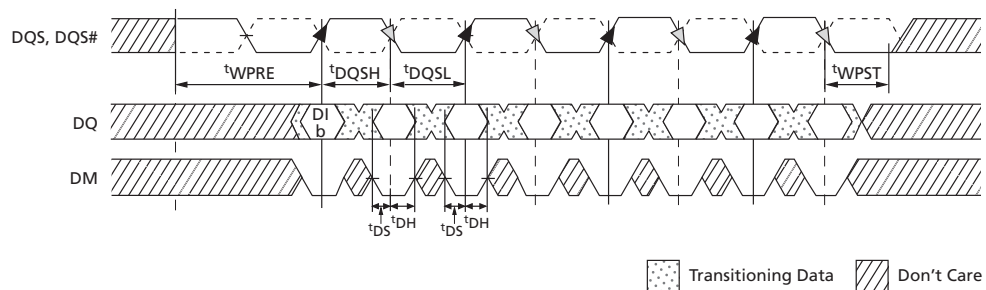 DQS, DQS#
tWPRE
tDQSH
tDQSL
tWPST
DQ
DI
b
DM
tDS
tDH
tDS
tDH
Transitioning Data
Don't Care